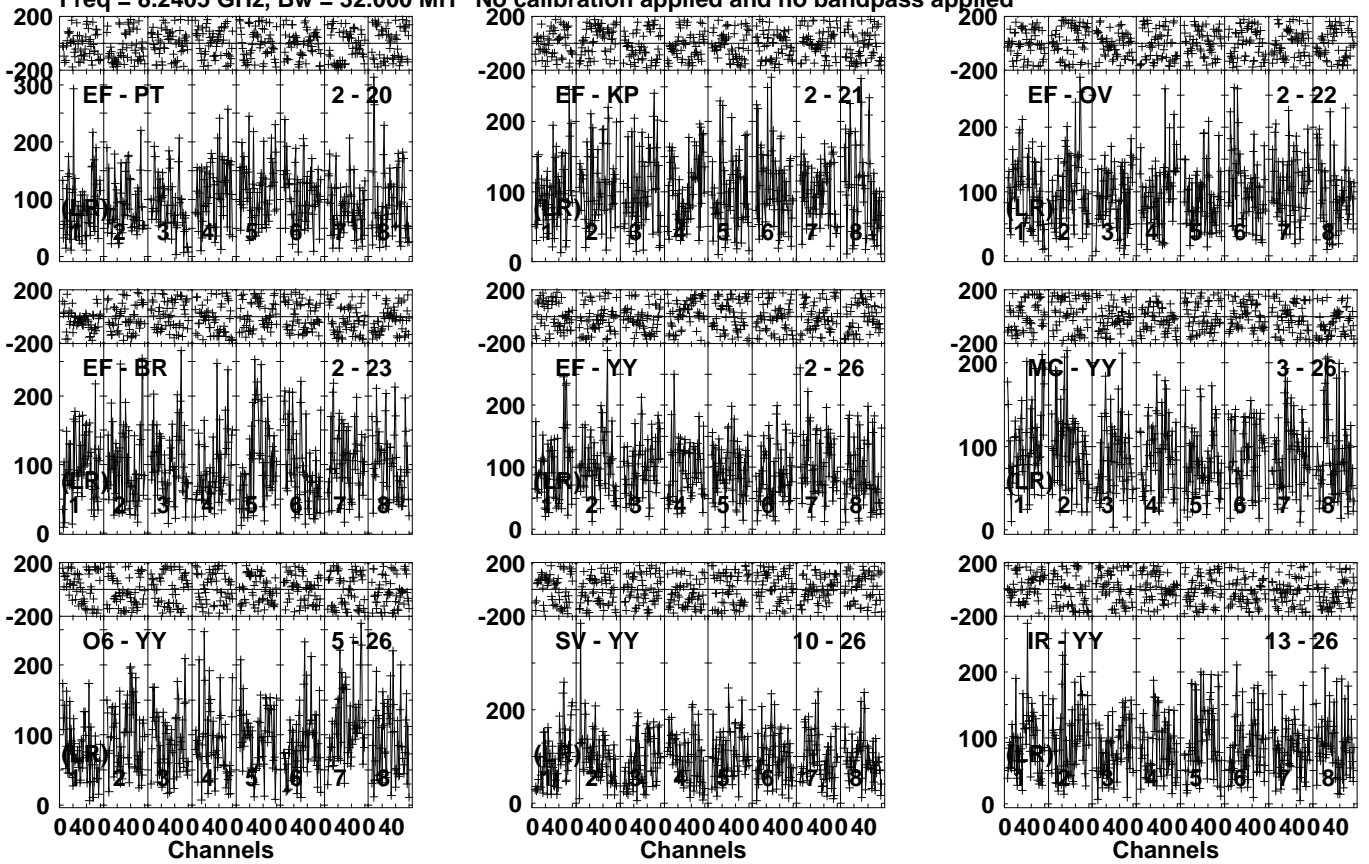 Freq = 8.2405 GHz, Bw = 32.000 MH No calibration applied and no bandpass applied
200 200 200
-200 -200 -200
300 EF - PT 2 - 20 EF - KP 2 - 21 EF - OV 2 - 22
200 200 200
100 100 100
(LR) (LR) (LR)
1 2 3 4 5 6 7 8 1 2 3 4 5 6 7 8 1 2 3 4 5 6 7 8
0 0 0
200 200 200
-200 -200 -200
EF - BR 2 - 23 EF - YY 2 - 26 MC - YY 3 - 26
200 200 200
100 100 100
(LR) (LR) (LR)
1 2 3 4 5 6 7 8 1 2 3 4 5 6 7 8 1 2 3 4 5 6 7 8
0 0 0
200 200 200
-200 -200 -200
O6 - YY 5 - 26 SV - YY 10 - 26 IR - YY 13 - 26
200 200 200
100 100 100
(LR) (LR) (LR)
1 2 3 4 5 6 7 8 1 2 3 4 5 6 7 8 1 2 3 4 5 6 7 8
0 0 0
0 40 0 40 0 40 0 40 0 40 0 40 0 40 0 40 0 40 0 40 0 40 0 40 0 40 0 40 0 40 0 40 0 40 0 40 0 40 0 40 0 40 0 40 0 40 0 40
Channels Channels Channels